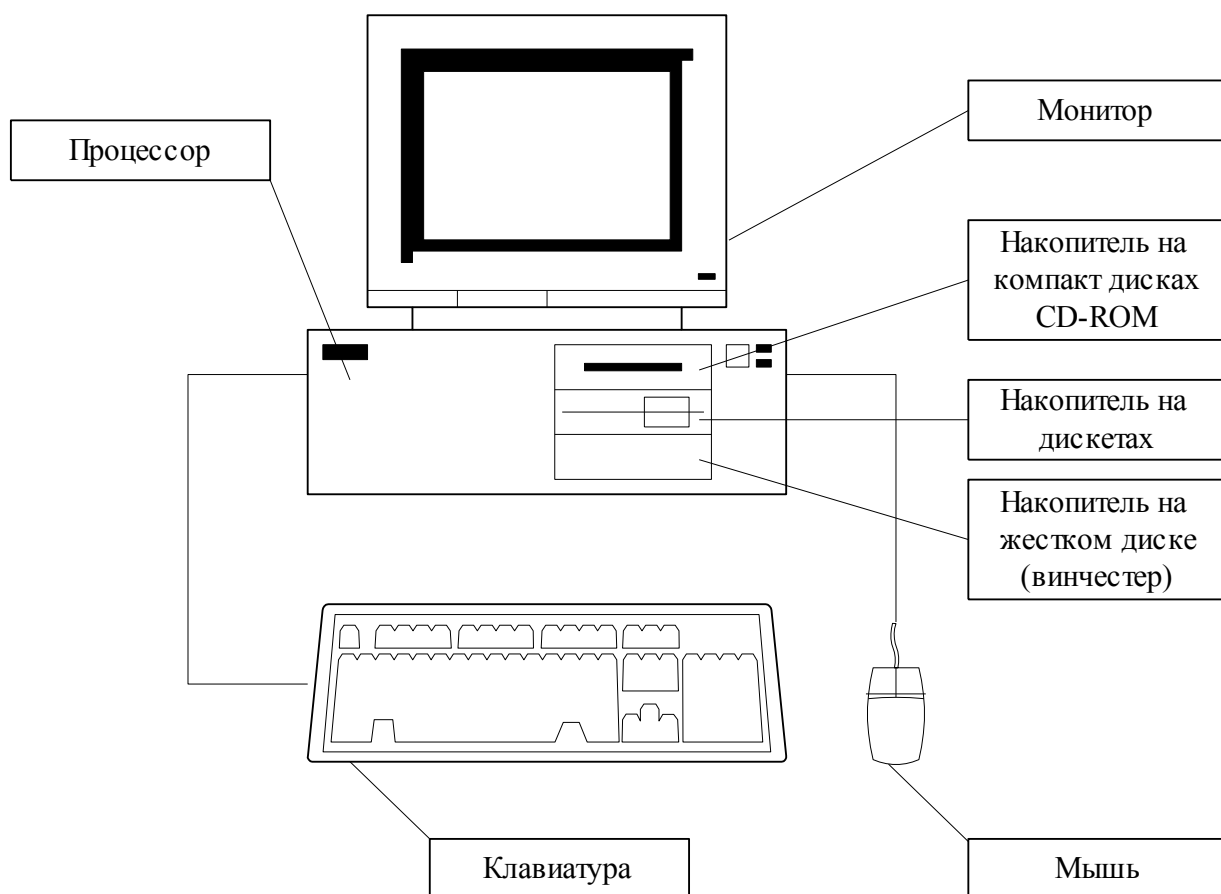 Монитор
Процессор
Накопитель на
компакт дисках
CD-ROM
Накопитель на
дискетах
Накопитель на
жестком диске
(винчестер)
Клавиатура
Мышь